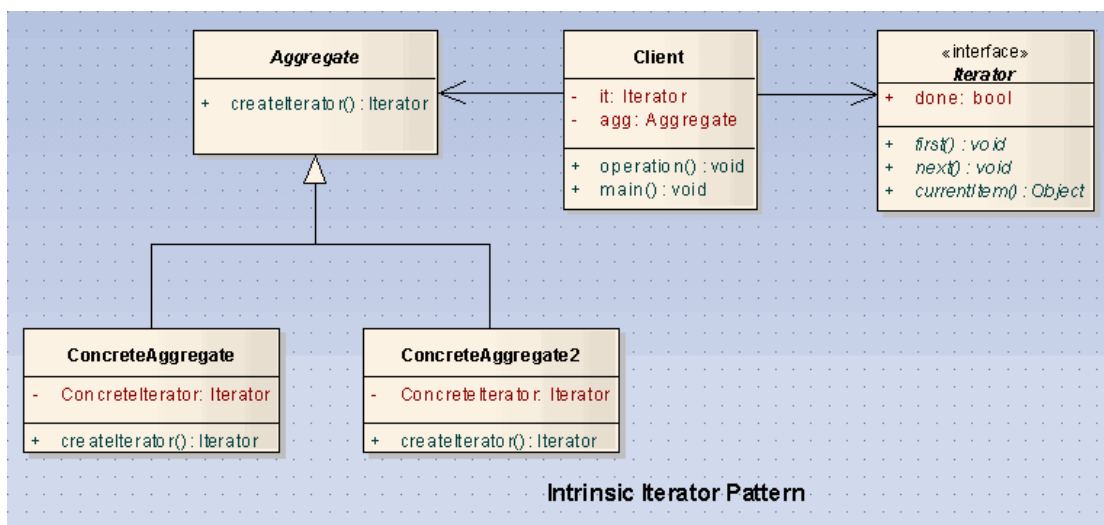 Aggregate
+ createIterator() : Iterator
Client
- it: Iterator
- agg: Aggregate
+ operation() : void
+ main() : void
«interface»
Iterator
+ done: bool
+ first() : void
+ next() : void
+ currentItem() : Object
ConcreteAggregate
- ConcreteIterator: Iterator
+ createIterator() : Iterator
ConcreteAggregate2
- ConcreteIterator: Iterator
+ createIterator() : Iterator
Intrinsic Iterator Pattern